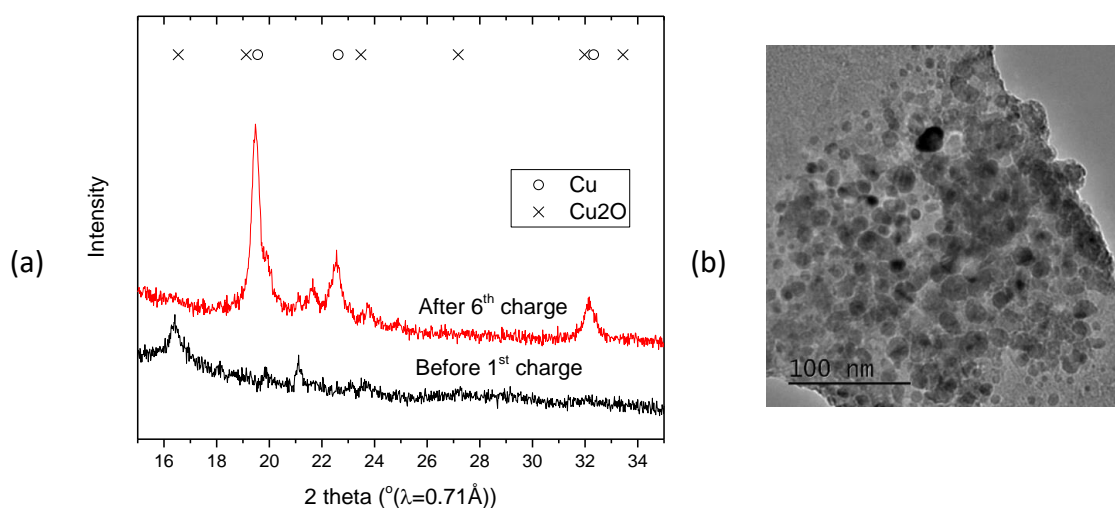 (a)
Intensity
Cu
Cu2O
After 6th charge
Before 1st charge
16 18 20 22 24 26 28 30 32 34
2 theta (°(λ=0.71Å))
(b)
100 nm